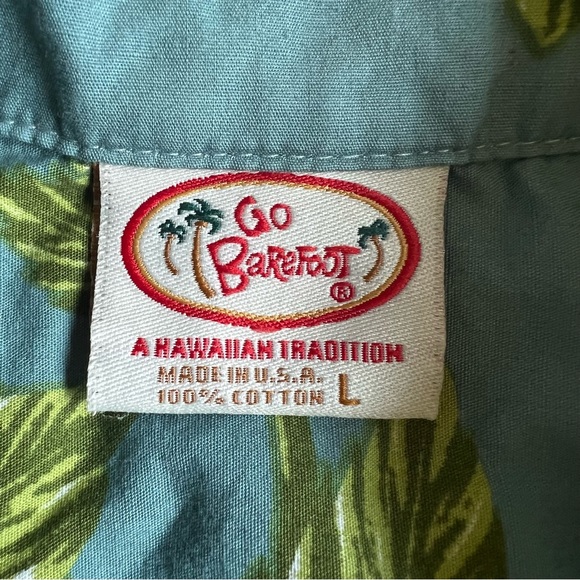 Go
BAREFOOT
®
A HAWAIIAN TRADITION
MADE IN U.S.A.
100% COTTON L